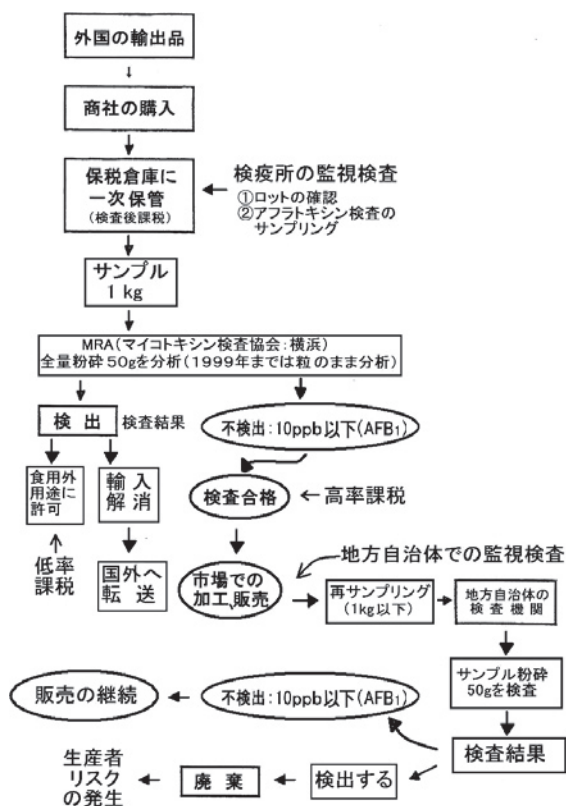 外国の輸出品
商社の購入
保税倉庫に
一次保管
(検査後課税)
検疫所の監視検査
①ロットの確認
②アフラトキシン検査の
サンプリング
サンプル
1 kg
MRA(マイコトキシン検査協会:横浜)
全量粉砕 50gを分析(1999年までは粒のまま分析)
検 出
検査結果
不検出:10ppb以下(AFB1)
食用外
用途に
許可
輸入
解消
検査合格
高率課税
低率
課税
国外へ
転送
市場での
加工、販売
地方自治体での監視検査
再サンプリング
(1kg以下)
地方自治体の
検査機関
サンプル粉砕
50gを検査
販売の継続
不検出:10ppb以下(AFB1)
検査結果
生産者
リスク
の発生
廃 棄
検出する